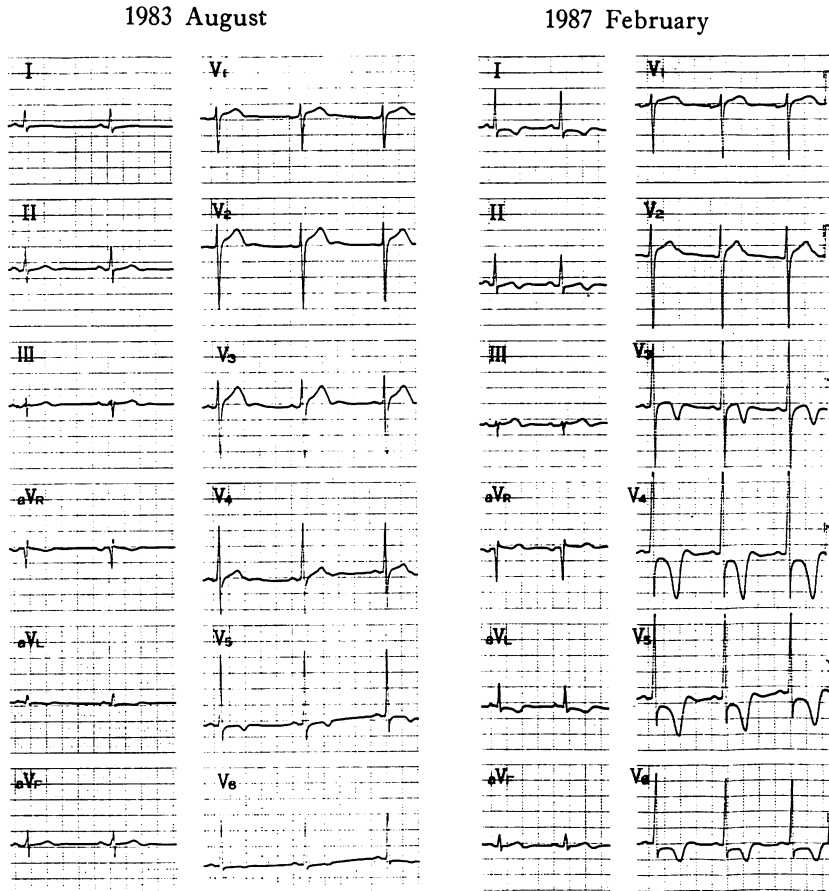 1983 August
1987 February
I
V₁
I
V₁
II
V₂
II
V₂
III
V₃
III
V₃
aVR
V₄
aVR
V₄
aVL
V₅
aVL
V₅
aVF
V₆
aVF
V₆